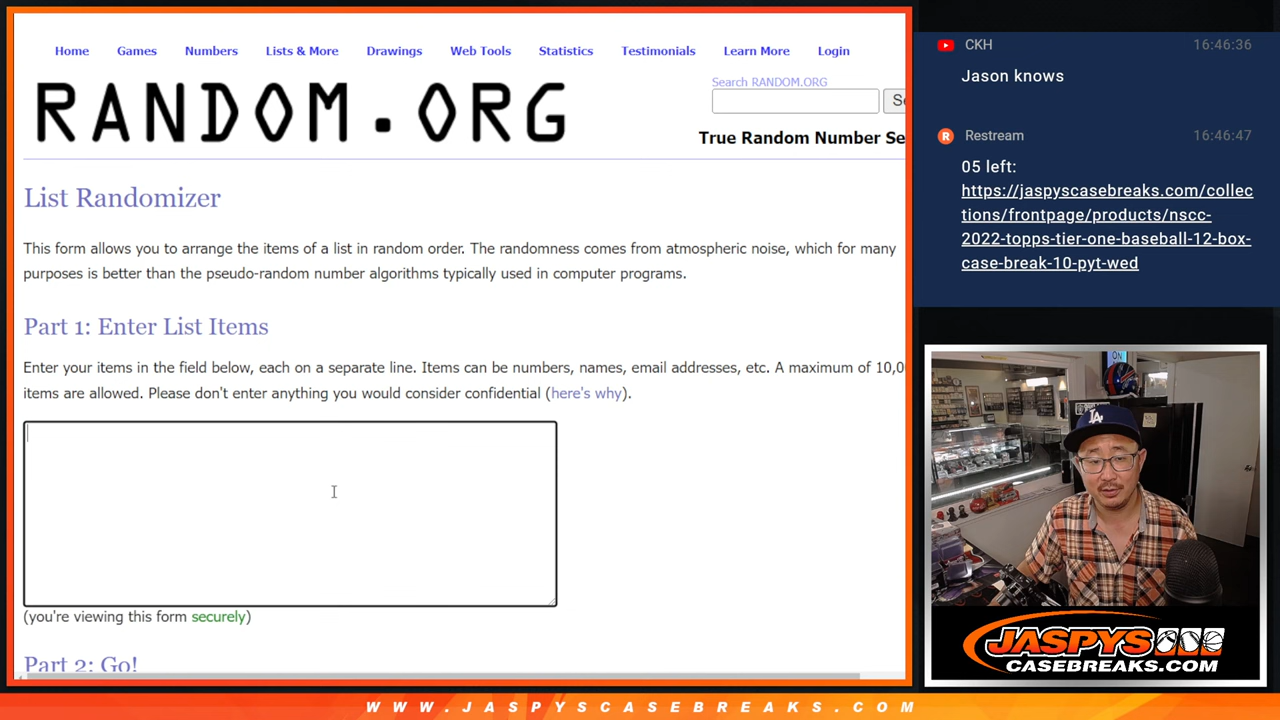 Home Games Numbers Lists & More Drawings Web Tools Statistics Testimonials Learn More Login
Search RANDOM.ORG
RANDOM.ORG
True Random Number Se
List Randomizer
This form allows you to arrange the items of a list in random order. The randomness comes from atmospheric noise, which for many
purposes is better than the pseudo-random number algorithms typically used in computer programs.
Part 1: Enter List Items
Enter your items in the field below, each on a separate line. Items can be numbers, names, email addresses, etc. A maximum of 10,0
items are allowed. Please don't enter anything you would consider confidential (here's why).
(you're viewing this form securely)
Part 2: Go!
CKH 16:46:36
Jason knows
Restream 16:46:47
05 left:
https://jaspyscasebreaks.com/collec
tions/frontpage/products/nscc-
2022-topps-tier-one-baseball-12-box-
case-break-10-pyt-wed
ON
LA
JASPYS
CASEBREAKS.COM
WWW.JASPYSCASEBREAKS.COM